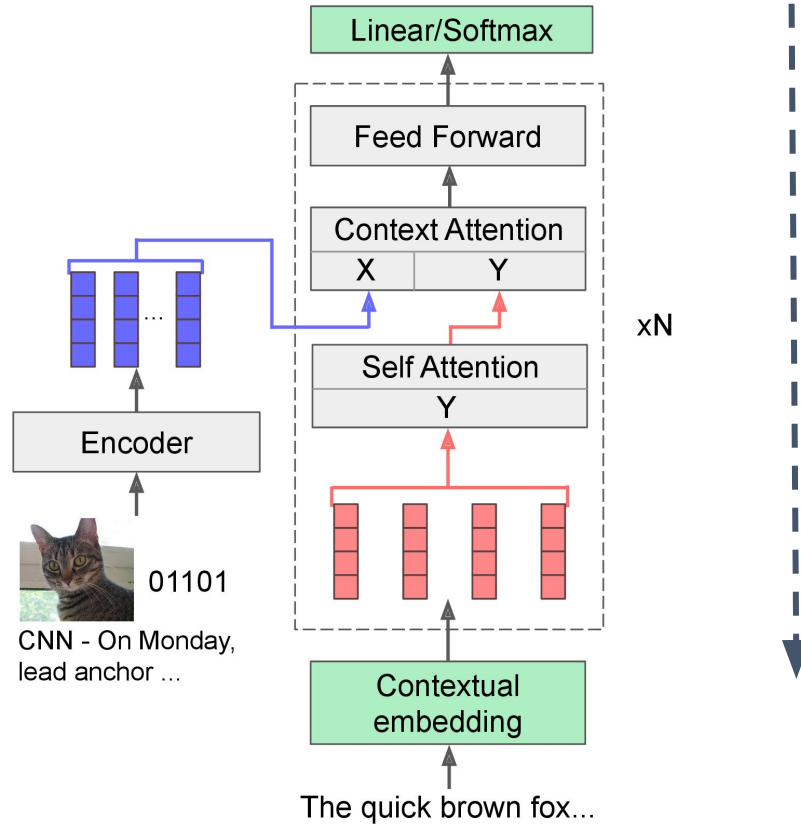 Linear/Softmax
Feed Forward
Context Attention
X Y
...
xN
Self Attention
Y
Encoder
01101
CNN - On Monday,
lead anchor ...
Contextual
embedding
The quick brown fox...